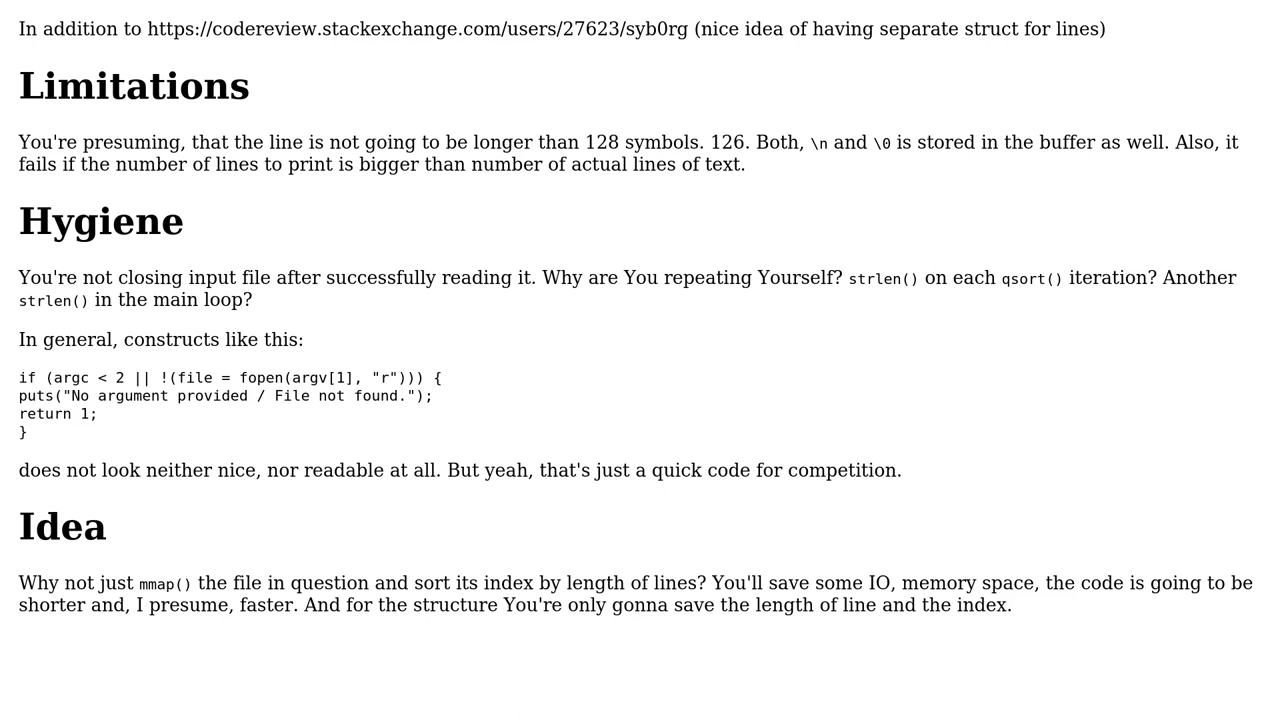 In addition to https://codereview.stackexchange.com/users/27623/syb0rg (nice idea of having separate struct for lines)
Limitations
You're presuming, that the line is not going to be longer than 128 symbols. 126. Both, \n and \0 is stored in the buffer as well. Also, it
fails if the number of lines to print is bigger than number of actual lines of text.
Hygiene
You're not closing input file after successfully reading it. Why are You repeating Yourself? strlen() on each qsort() iteration? Another
strlen() in the main loop?
In general, constructs like this:
if (argc < 2 || !(file = fopen(argv[1], "r"))) {
puts("No argument provided / File not found.");
return 1;
}
does not look neither nice, nor readable at all. But yeah, that's just a quick code for competition.
Idea
Why not just mmap() the file in question and sort its index by length of lines? You'll save some IO, memory space, the code is going to be
shorter and, I presume, faster. And for the structure You're only gonna save the length of line and the index.